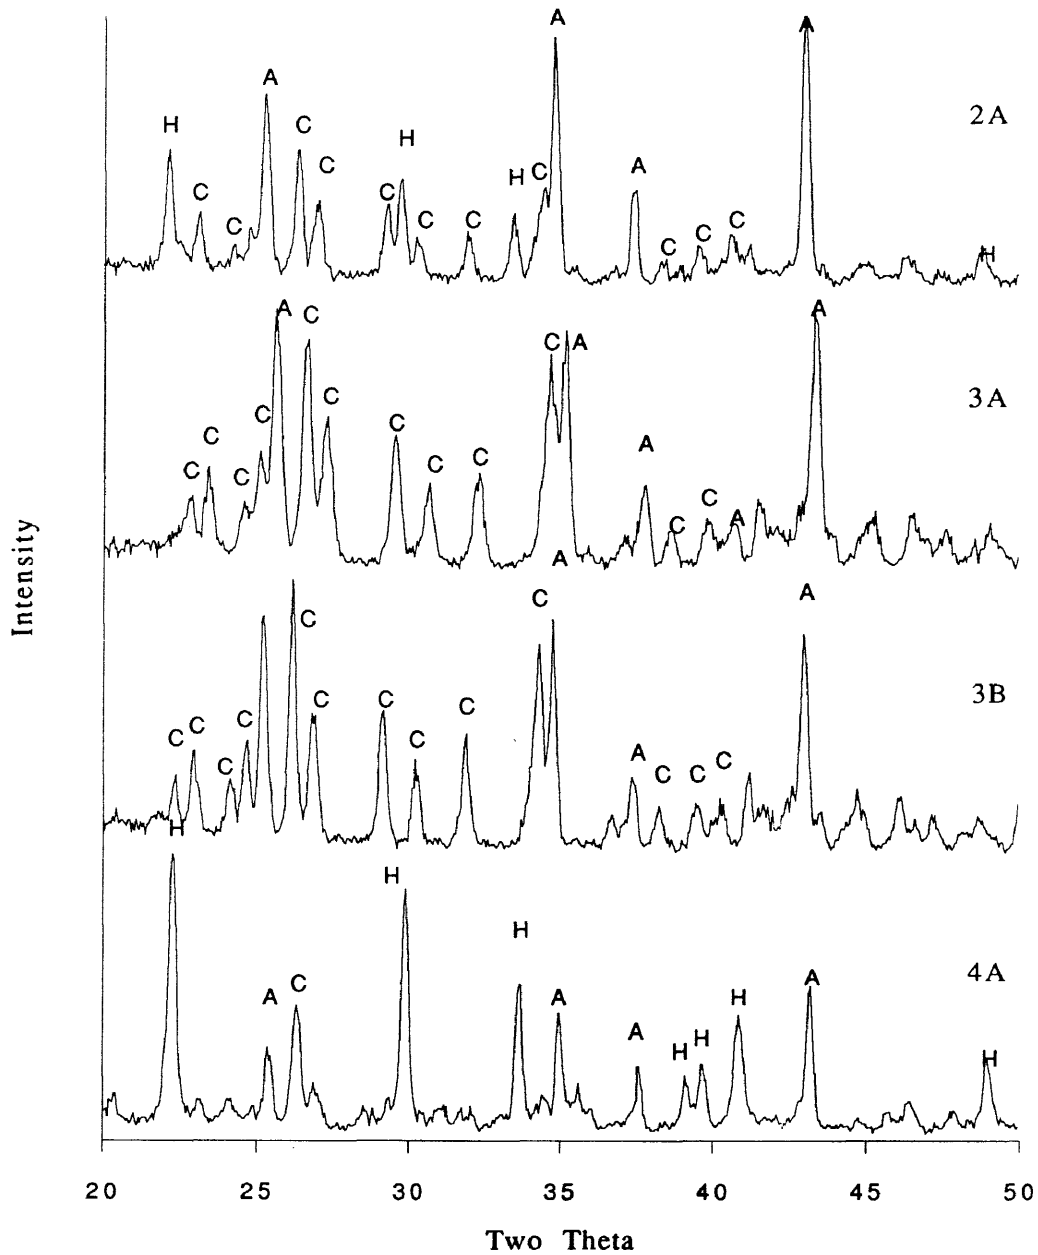 A A
2A
A
H C H
C A
C H C
C C C C C
C H
A C A
C A 3A
C
C A
C C C C C
C C
A
A
C A
C
3B
C C C
C C C
C A C C C
H
H
H
4A
A C A A
H
A H H
H
20 25 30 35 40 45 50
Two Theta
Intensity